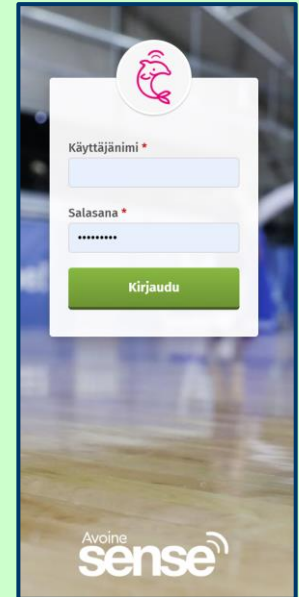 Käyttäjänimi *
Salasana *
•••••••••
Kirjaudu
Avoine
sense